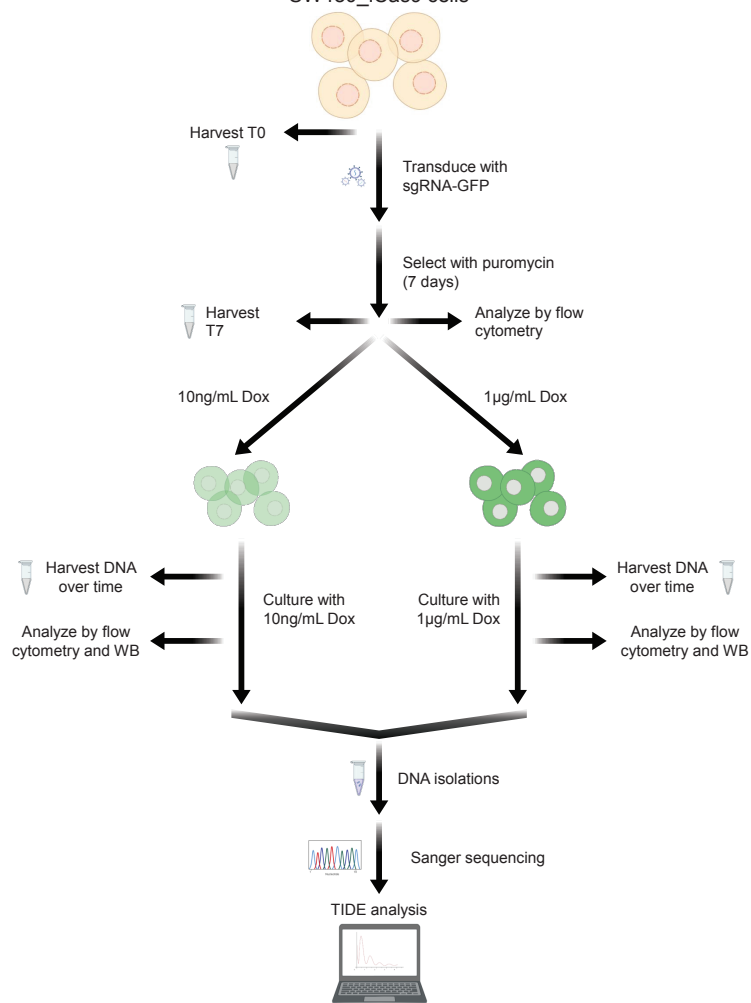 Harvest T0
Transduce with
sgRNA-GFP
Select with puromycin
(7 days)
Harvest
T7
Analyze by flow
cytometry
10ng/mL Dox
1µg/mL Dox
Harvest DNA
over time
Culture with
10ng/mL Dox
Culture with
1µg/mL Dox
Harvest DNA
over time
Analyze by flow
cytometry and WB
Analyze by flow
cytometry and WB
DNA isolations
Sanger sequencing
TIDE analysis